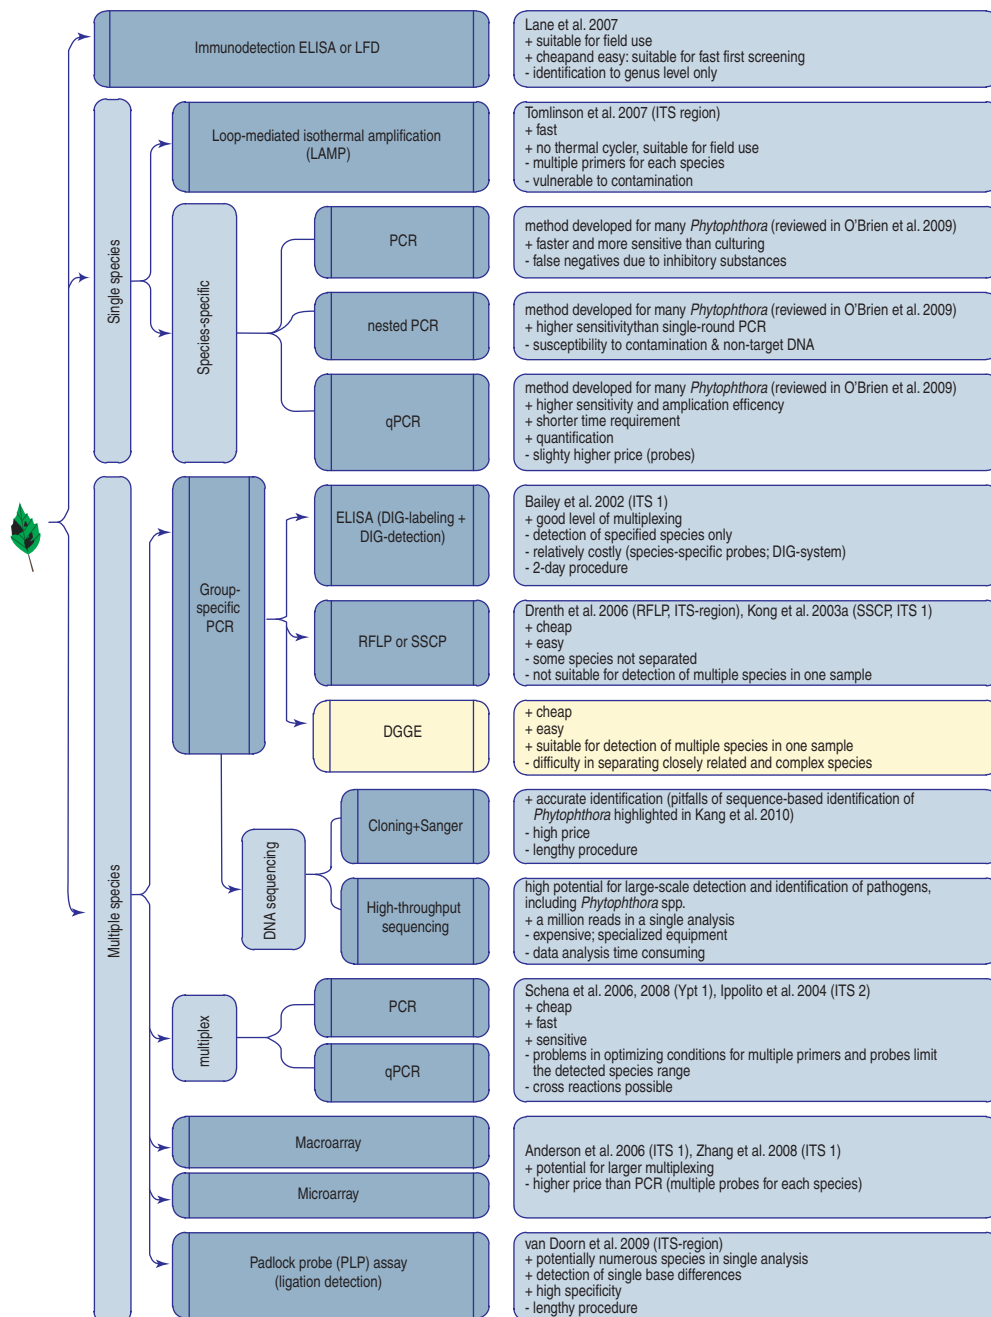 Immunodetection ELISA or LFD
Lane et al. 2007
+ suitable for field use
+ cheapand easy: suitable for fast first screening
- identification to genus level only
Single species
Loop-mediated isothermal amplification
(LAMP)
Tomlinson et al. 2007 (ITS region)
+ fast
+ no thermal cycler, suitable for field use
- multiple primers for each species
- vulnerable to contamination
Species-specific
PCR
method developed for many Phytophthora (reviewed in O'Brien et al. 2009)
+ faster and more sensitive than culturing
- false negatives due to inhibitory substances
nested PCR
method developed for many Phytophthora (reviewed in O'Brien et al. 2009)
+ higher sensitivitythan single-round PCR
- susceptibility to contamination & non-target DNA
qPCR
method developed for many Phytophthora (reviewed in O'Brien et al. 2009)
+ higher sensitivity and amplication efficency
+ shorter time requirement
+ quantification
- slighty higher price (probes)
Multiple species
Group-
specific
PCR
ELISA (DIG-labeling +
DIG-detection)
Bailey et al. 2002 (ITS 1)
+ good level of multiplexing
- detection of specified species only
- relatively costly (species-specific probes; DIG-system)
- 2-day procedure
RFLP or SSCP
Drenth et al. 2006 (RFLP, ITS-region), Kong et al. 2003a (SSCP, ITS 1)
+ cheap
+ easy
- some species not separated
- not suitable for detection of multiple species in one sample
DGGE
+ cheap
+ easy
+ suitable for detection of multiple species in one sample
- difficulty in separating closely related and complex species
DNA sequencing
Cloning+Sanger
+ accurate identification (pitfalls of sequence-based identification of
Phytophthora highlighted in Kang et al. 2010)
- high price
- lengthy procedure
High-throughput
sequencing
high potential for large-scale detection and identification of pathogens,
including Phytophthora spp.
+ a million reads in a single analysis
- expensive; specialized equipment
- data analysis time consuming
multiplex
PCR
qPCR
Schena et al. 2006, 2008 (Ypt 1), Ippolito et al. 2004 (ITS 2)
+ cheap
+ fast
+ sensitive
- problems in optimizing conditions for multiple primers and probes limit
the detected species range
- cross reactions possible
Macroarray
Microarray
Anderson et al. 2006 (ITS 1), Zhang et al. 2008 (ITS 1)
+ potential for larger multiplexing
- higher price than PCR (multiple probes for each species)
Padlock probe (PLP) assay
(ligation detection)
van Doorn et al. 2009 (ITS-region)
+ potentially numerous species in single analysis
+ detection of single base differences
+ high specificity
- lengthy procedure